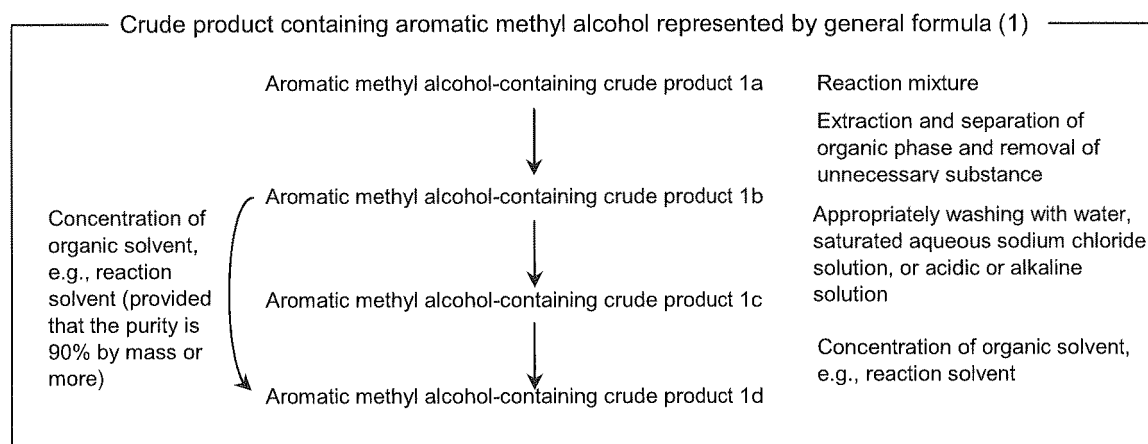 Crude product containing aromatic methyl alcohol represented by general formula (1)
Aromatic methyl alcohol-containing crude product 1a
Reaction mixture
Extraction and separation of
organic phase and removal of
unnecessary substance
Aromatic methyl alcohol-containing crude product 1b
Concentration of
organic solvent,
e.g., reaction
solvent (provided
that the purity is
90% by mass or
more)
Appropriately washing with water,
saturated aqueous sodium chloride
solution, or acidic or alkaline
solution
Aromatic methyl alcohol-containing crude product 1c
Concentration of organic solvent,
e.g., reaction solvent
Aromatic methyl alcohol-containing crude product 1d